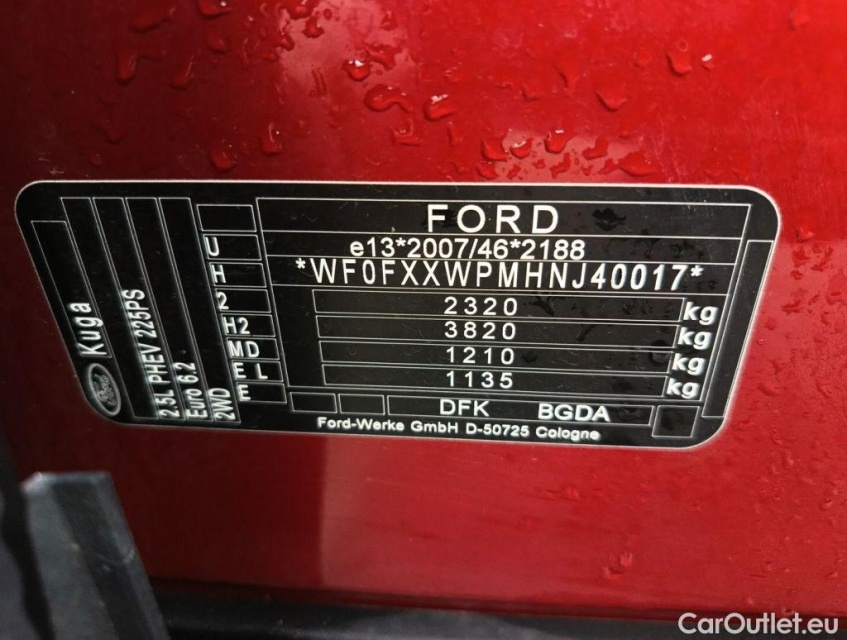 FORD
e13*2007/46*2188
*WF0FXXWPMHNJ40017*
2320 kg
3820 kg
1210 kg
1135 kg
DFK BGDA
Ford-Werke GmbH D-50725 Cologne
U
H
2
H2
MD
E L
E
Ford
Kuga
2.5L PHEV 225PS
Euro 6.2
2WD
CarOutlet.eu